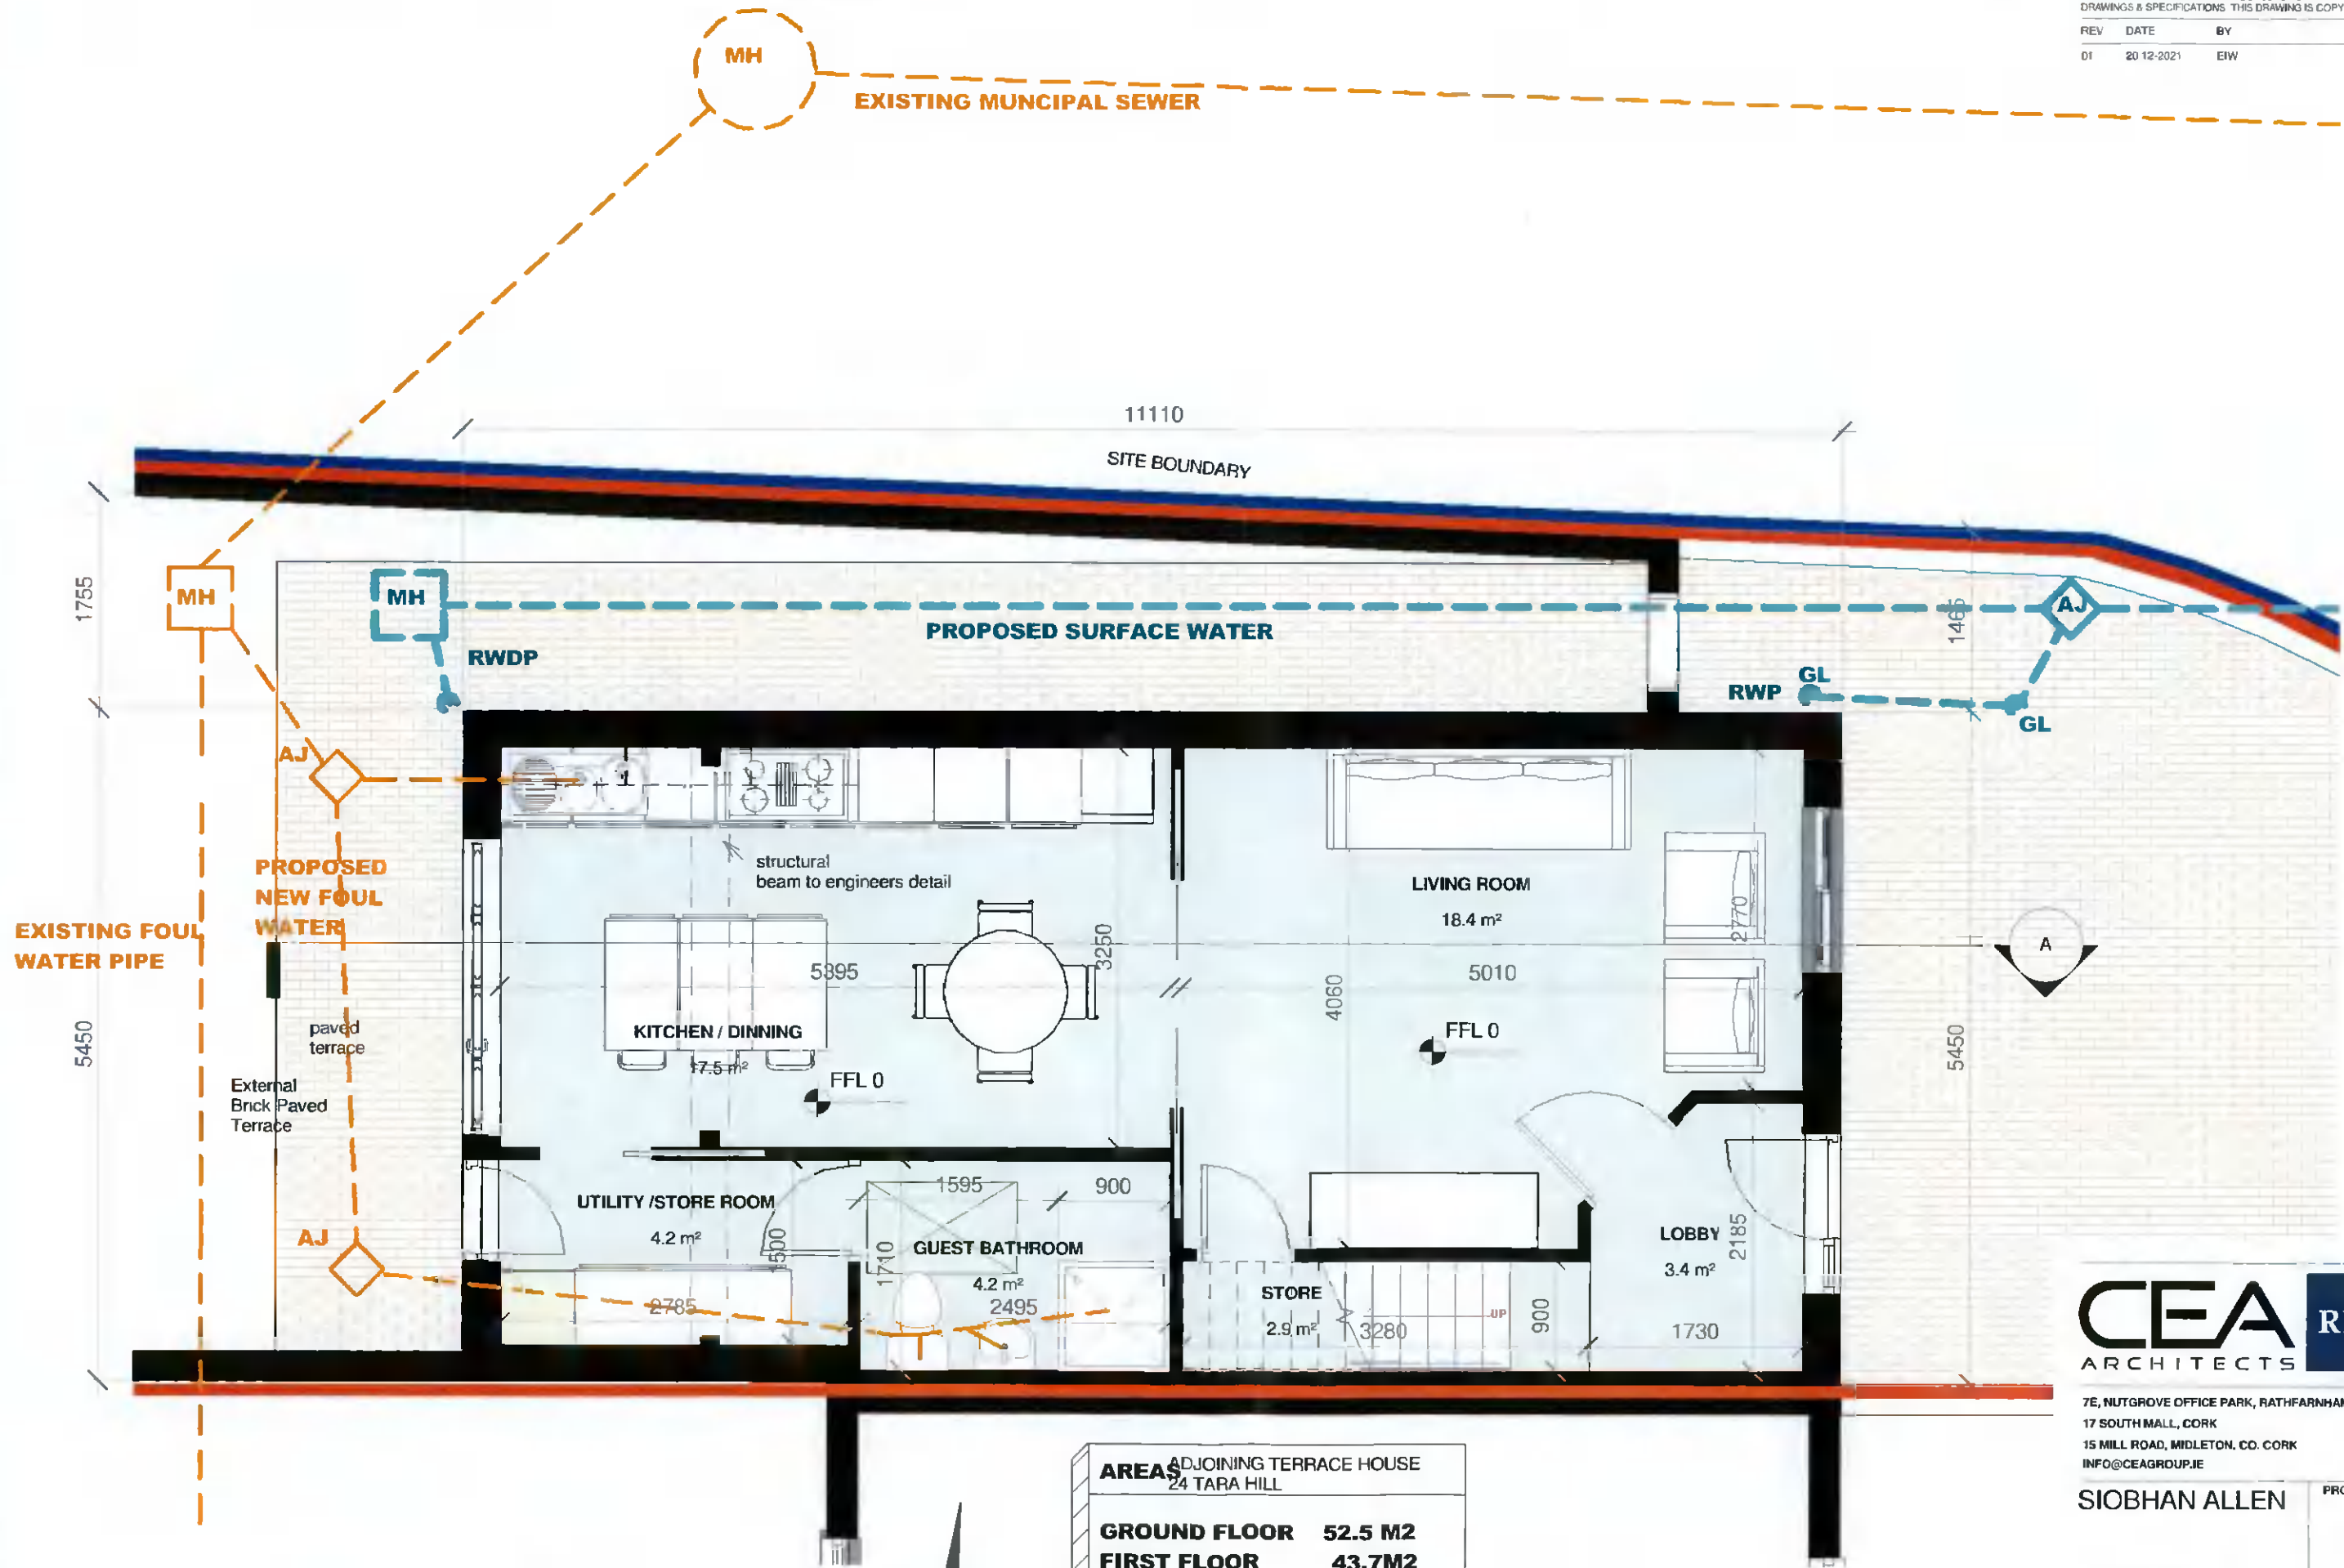 DRAWINGS & SPECIFICATIONS THIS DRAWING IS COPY
REV DATE BY
01 20 12-2021 EIW
MH
EXISTING MUNCIPAL SEWER
11110
SITE BOUNDARY
1755
MH
MH
PROPOSED SURFACE WATER
RWDP
1465
AJ
GL
RWP
GL
AJ
structural
beam to engineers detail
PROPOSED
NEW FOUL
WATER
EXISTING FOUL
WATER PIPE
LIVING ROOM
18.4 m²
2770
3250
5395
5010
4060
A
KITCHEN / DINNING
17.5 m²
FFL 0
FFL 0
5450
5450
paved
terrace
External
Brick Paved
Terrace
1595
900
UTILITY /STORE ROOM
4.2 m²
1500
1710
GUEST BATHROOM
4.2 m²
2495
2785
AJ
LOBBY
3.4 m²
2185
STORE
2.9 m²
3280
UP
900
1730
CEA
ARCHITECTS
R
7E, NUTGROVE OFFICE PARK, RATHFARNHA
17 SOUTH MALL, CORK
15 MILL ROAD, MIDLETON, CO. CORK
INFO@CEAGROUP.IE
SIOBHAN ALLEN
PRO
AREAS
ADJOINING TERRACE HOUSE
24 TARA HILL
GROUND FLOOR 52.5 M2
FIRST FLOOR 43.7M2